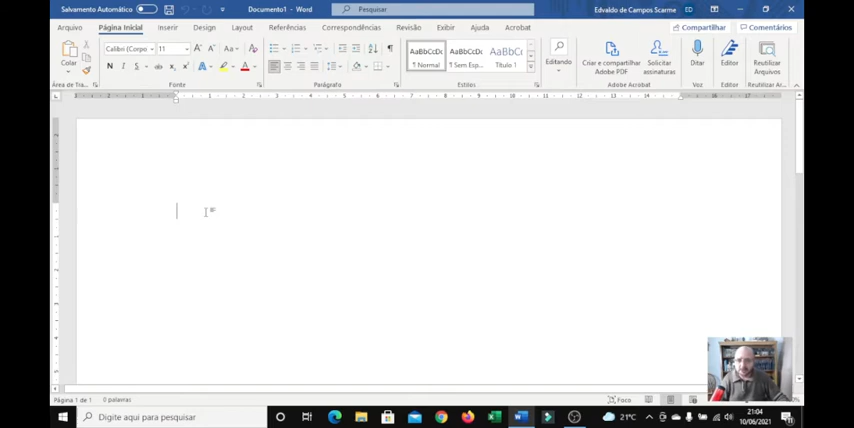 Salvamento Automático
Documento1 - Word
Pesquisar
Edvaldo de Campos Scarme
ED
Arquivo
Página Inicial
Inserir
Design
Layout
Referências
Correspondências
Revisão
Exibir
Ajuda
Acrobat
Compartilhar
Comentários
Colar
Calibri (Corpo
11
Aa
N
I
S
AaBbCcDc
¶ Normal
AaBbCcDc
¶ Sem Esp...
AaBbCc
Título 1
Editando
Criar e compartilhar
Adobe PDF
Solicitar
assinaturas
Ditar
Editor
Reutilizar
Arquivos
Área de Tra...
Fonte
Parágrafo
Estilos
Adobe Acrobat
Voz
Editor
Reutilizar Ar...
Página 1 de 1
0 palavras
Foco
Digite aqui para pesquisar
21°C
21:04
10/06/2021